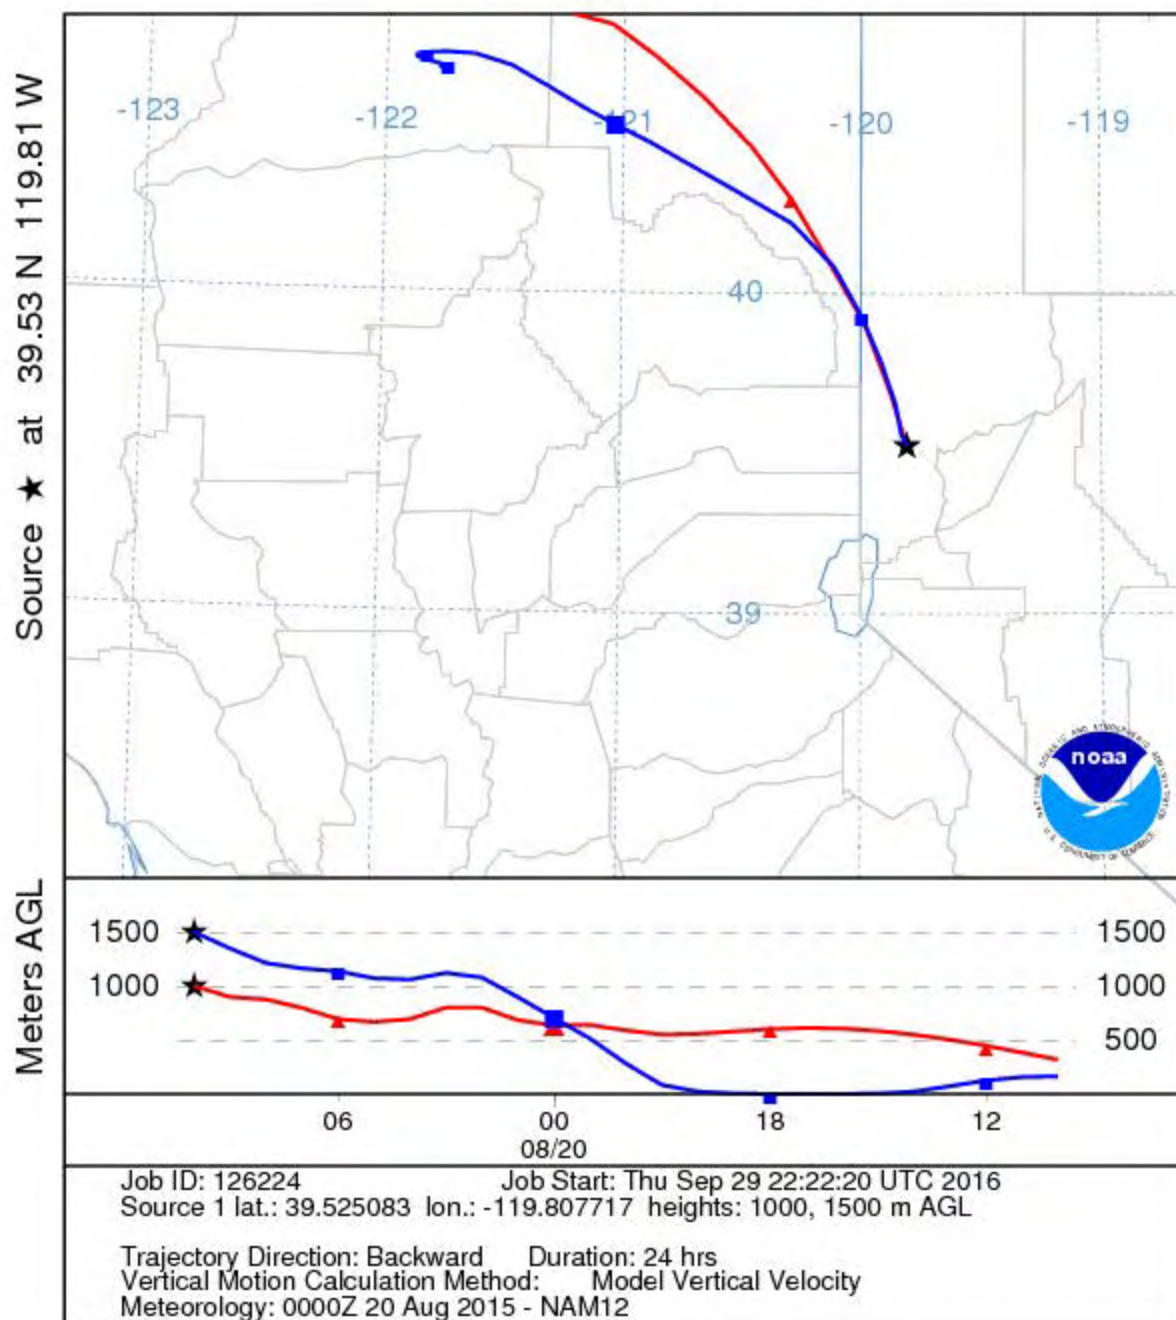 Source ★ at 39.53 N 119.81 W
-123 -122 -121 -120 -119
40
39
noaa
Meters AGL
1500 1500
1000 1000
500
06 00 18 12
08/20
Job ID: 126224 Job Start: Thu Sep 29 22:22:20 UTC 2016
Source 1 lat.: 39.525083 lon.: -119.807717 heights: 1000, 1500 m AGL
Trajectory Direction: Backward Duration: 24 hrs
Vertical Motion Calculation Method: Model Vertical Velocity
Meteorology: 0000Z 20 Aug 2015 - NAM12